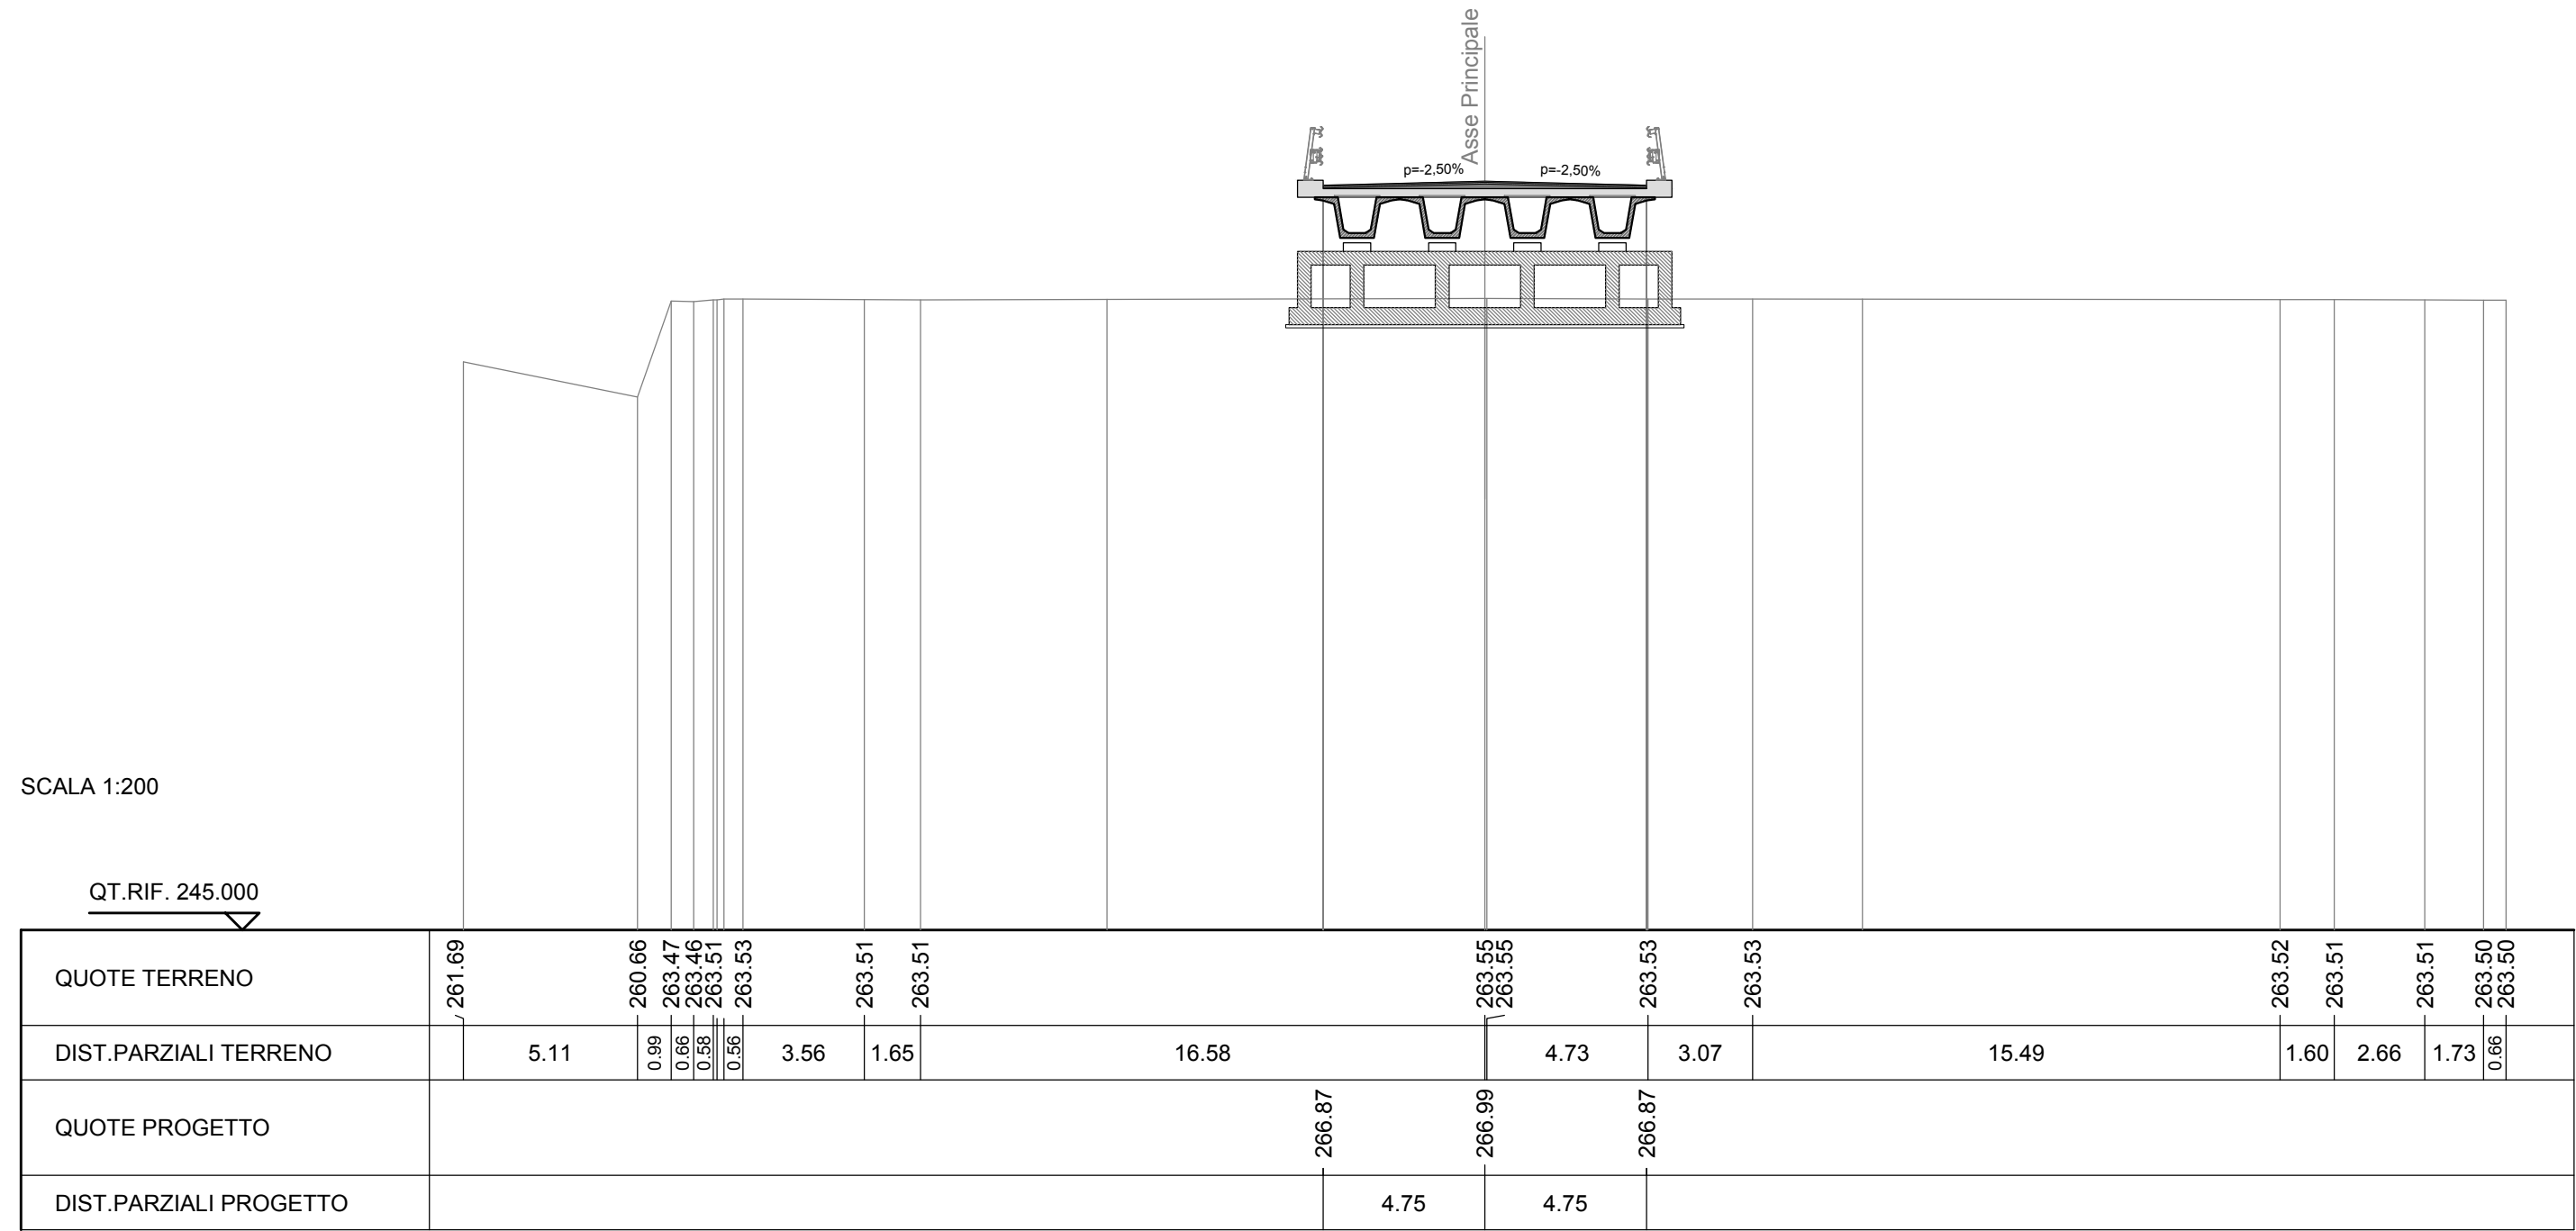 Asse Principale
p=-2,50% p=-2,50%
SCALA 1:200
QT.RIF. 245.000
QUOTE TERRENO 261.69 260.66 263.47 263.46 263.51 263.53 263.51 263.51 263.55 263.55 263.53 263.53 263.52 263.51 263.51 263.50 263.50
DIST.PARZIALI TERRENO 5.11 0.99 0.66 0.58 0.56 3.56 1.65 16.58 4.73 3.07 15.49 1.60 2.66 1.73 0.66
QUOTE PROGETTO 266.87 266.99 266.87
DIST.PARZIALI PROGETTO 4.75 4.75